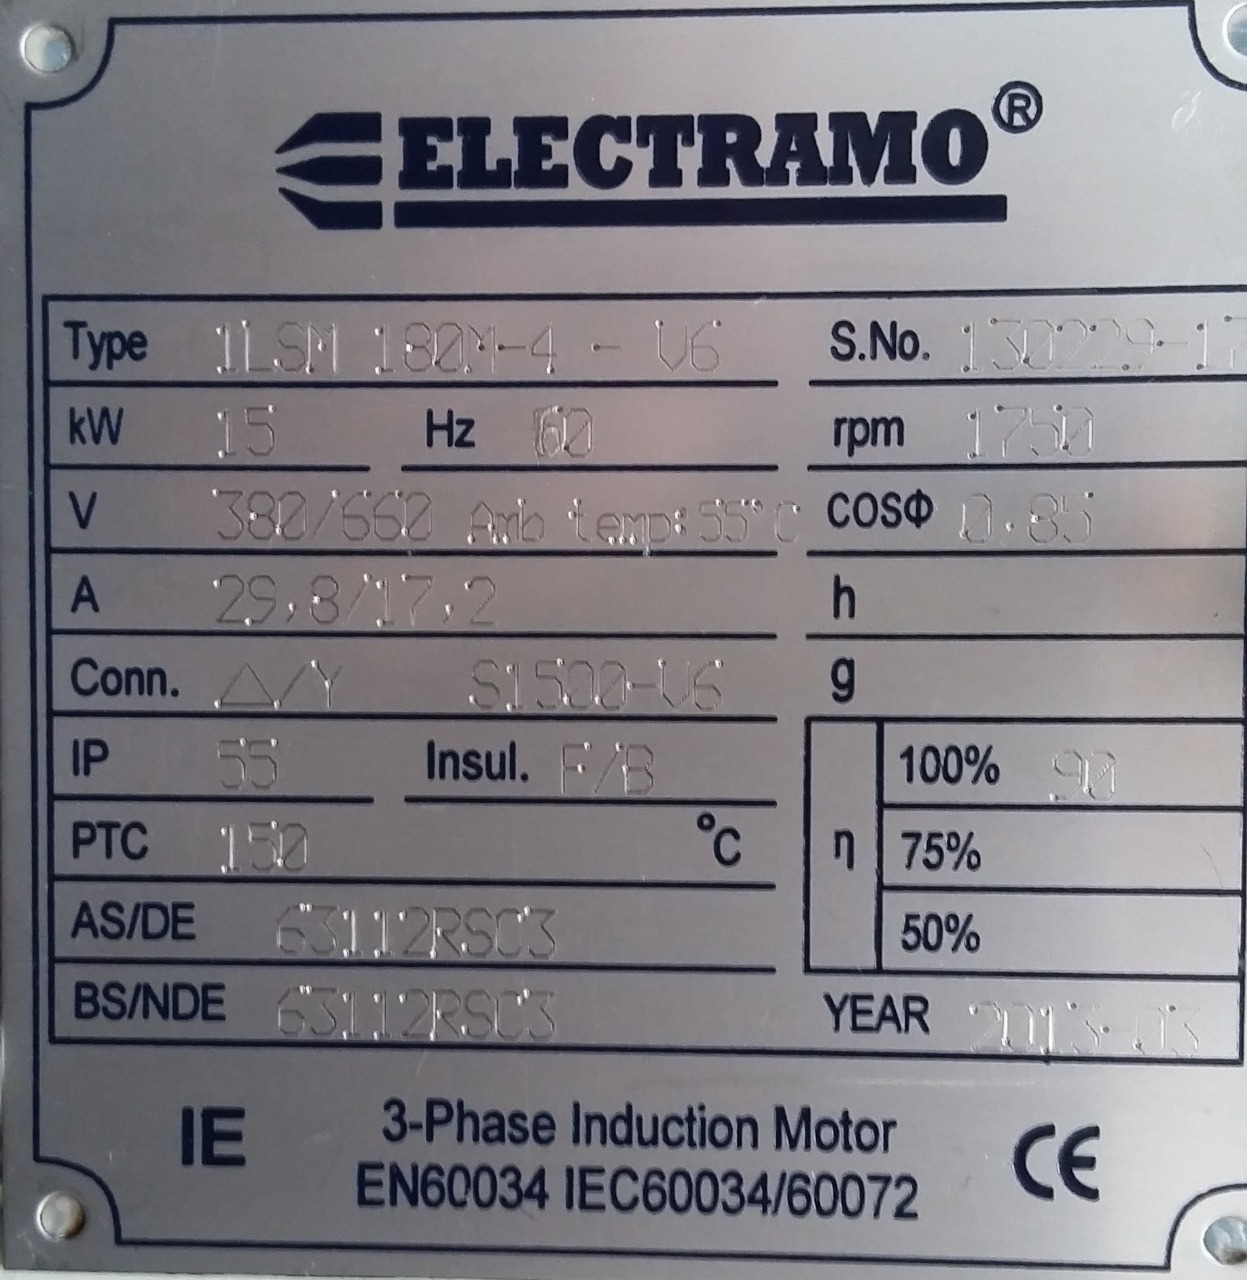 ELECTRAMO®
Type 1LSM 180M-4 - V6 S.No. 130229-17
kW 15 Hz 60 rpm 1750
V 380/660 Amb temp:55°C COSΦ 0.85
A 29,8/17,2 h
Conn. △/Y S1500-V6 g
IP 55 Insul. F/B 100% 90
PTC 150 °C η 75%
AS/DE 63112RSC3 50%
BS/NDE 63112RSC3 YEAR 2013-03
IE 3-Phase Induction Motor CE
EN60034 IEC60034/60072